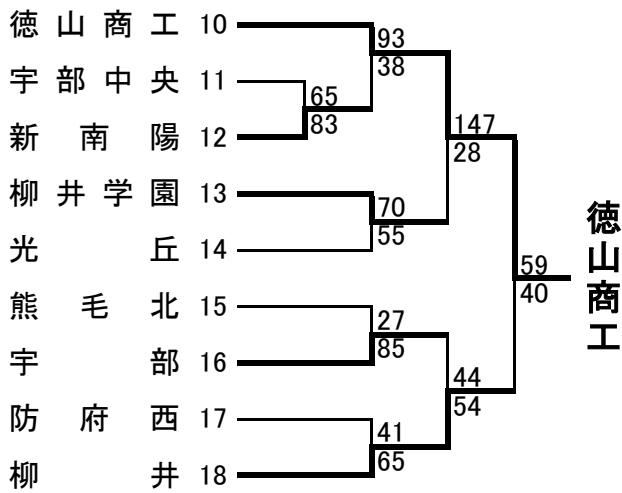 徳山商工 10
宇部中央 11
新南陽 12
柳井学園 13
光丘 14
熊毛北 15
宇部 16
防府西 17
柳井 18
65
83
93
38
70
55
27
85
41
65
147
28
44
54
59
40
徳山商工